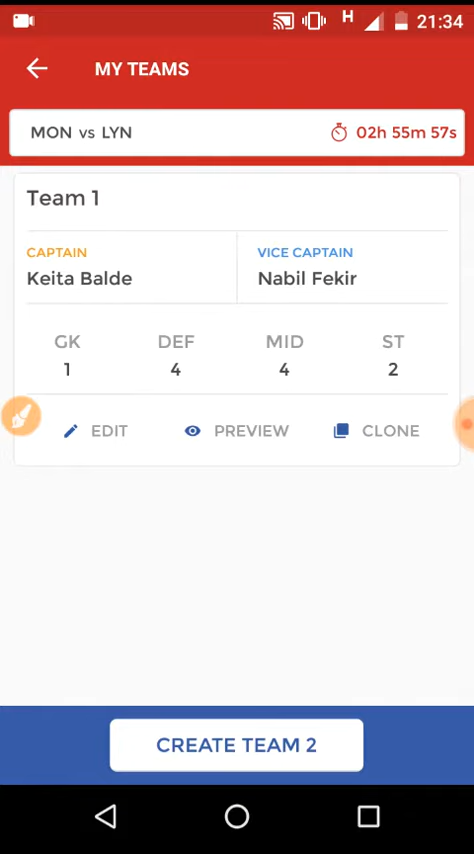 H 21:34
MY TEAMS
MON vs LYN 02h 55m 57s
Team 1
CAPTAIN VICE CAPTAIN
Keita Balde Nabil Fekir
GK DEF MID ST
1 4 4 2
EDIT PREVIEW CLONE
CREATE TEAM 2